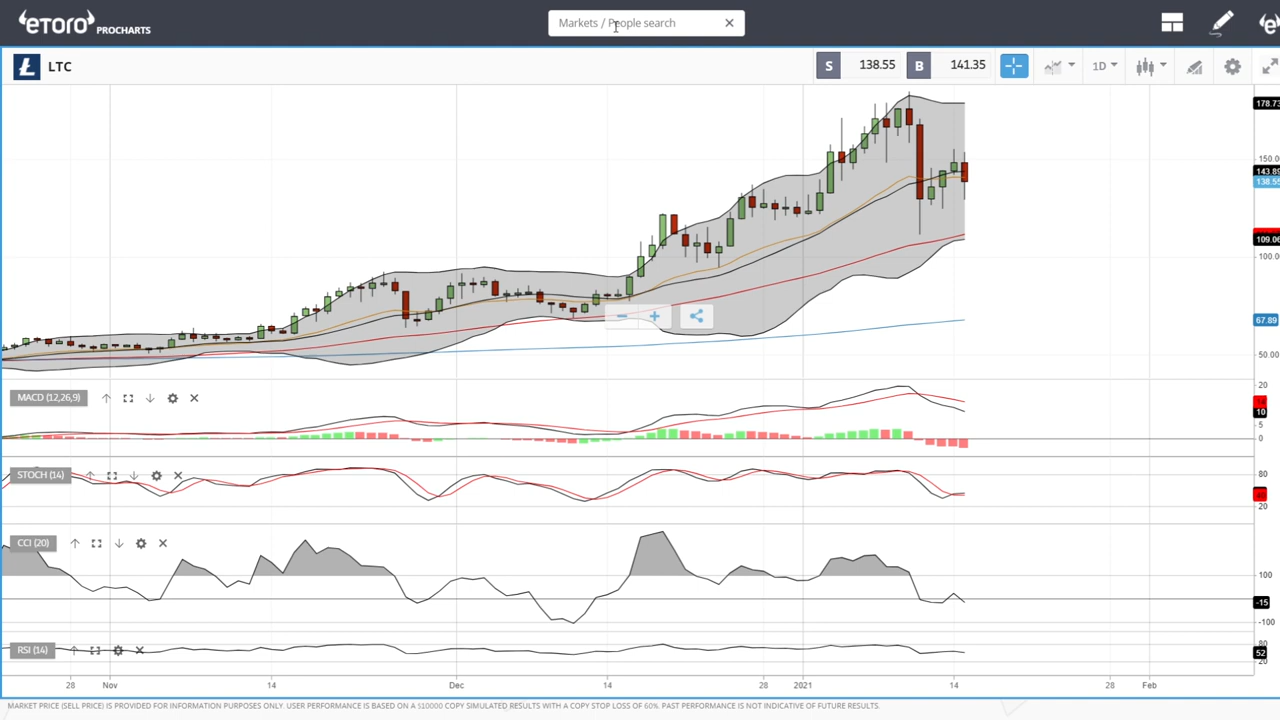 eToro PROCHARTS
Markets / People search
LTC
S 138.55 B 141.35 1D
178.73
150.0
143.89
138.55
109.06
100.00
67.89
50.00
MACD (12,26,9)
20
10
5
0
STOCH (14)
80
20
CCI (20)
100
-15
-100
RSI (14)
80
52
20
28 Nov 14 Dec 14 28 2021 14 28 Feb
MARKET PRICE (SELL PRICE) IS PROVIDED FOR INFORMATION PURPOSES ONLY. USER PERFORMANCE IS BASED ON A $10000 COPY SIMULATED RESULTS WITH A COPY STOP LOSS OF 60%. PAST PERFORMANCE IS NOT INDICATIVE OF FUTURE RESULTS.